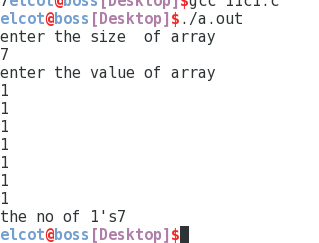 elcot@boss[Desktop]$gcc 11c1.c
elcot@boss[Desktop]$./a.out
enter the size  of array
7
enter the value of array
1
1
1
1
1
1
1
the no of 1's7
elcot@boss[Desktop]$